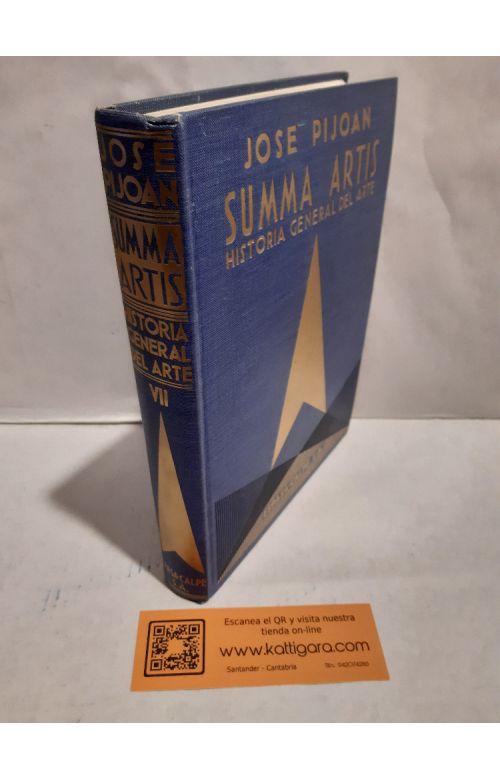 JOSE
PIJOAN
SUMMA
ARTIS
HISTORIA
GENERAL
DEL ARTE
VII
S. A.
JOSE PIJOAN
SUMMA ARTIS
HISTORIA GENERAL DEL ARTE
Escanea el QR y visita nuestra
tienda on-line
www.kattigara.com
Santander - Cantabria